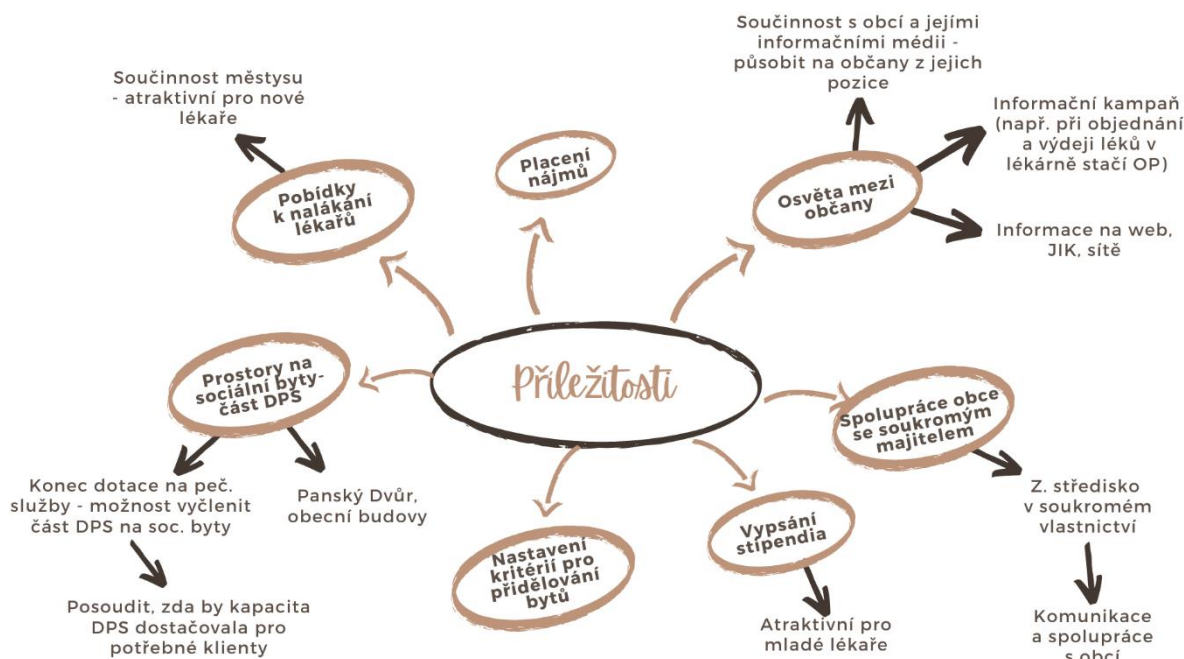 Součinnost s obcí a jejími
informačními médii -
působit na občany z jejich
pozice
Součinnost městysu
- atraktivní pro nové
lékaře
Informační kampaň
(např. při objednání
a výdeji léků v
lékárně stačí OP)
Placení
nájmů
Pobídky
k nalákání
lékařů
Osvěta mezi
občany
Informace na web,
JIK, sítě
Příležitosti
Prostory na
sociální byty-
část DPS
Spolupráce obce
se soukromým
majitelem
Konec dotace na peč.
služby - možnost vyčlenit
část DPS na soc. byty
Panský Dvůr,
obecní budovy
Z. středisko
v soukromém
vlastnictví
Vypsání
stipendia
Nastavení
kritérií pro
přidělování
bytů
Posoudit, zda by kapacita
DPS dostačovala pro
potřebné klienty
Atraktivní pro
mladé lékaře
Komunikace
a spolupráce
s obcí